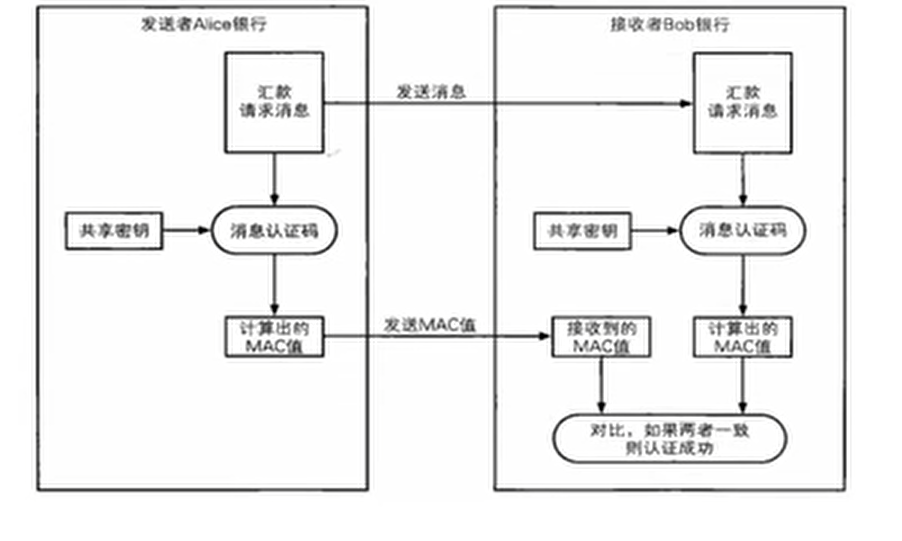 发送者Alice银行
接收者Bob银行
汇款
请求消息
发送消息
汇款
请求消息
共享密钥
消息认证码
共享密钥
消息认证码
计算出的
MAC值
发送MAC值
接收到的
MAC值
计算出的
MAC值
对比，如果两者一致
则认证成功